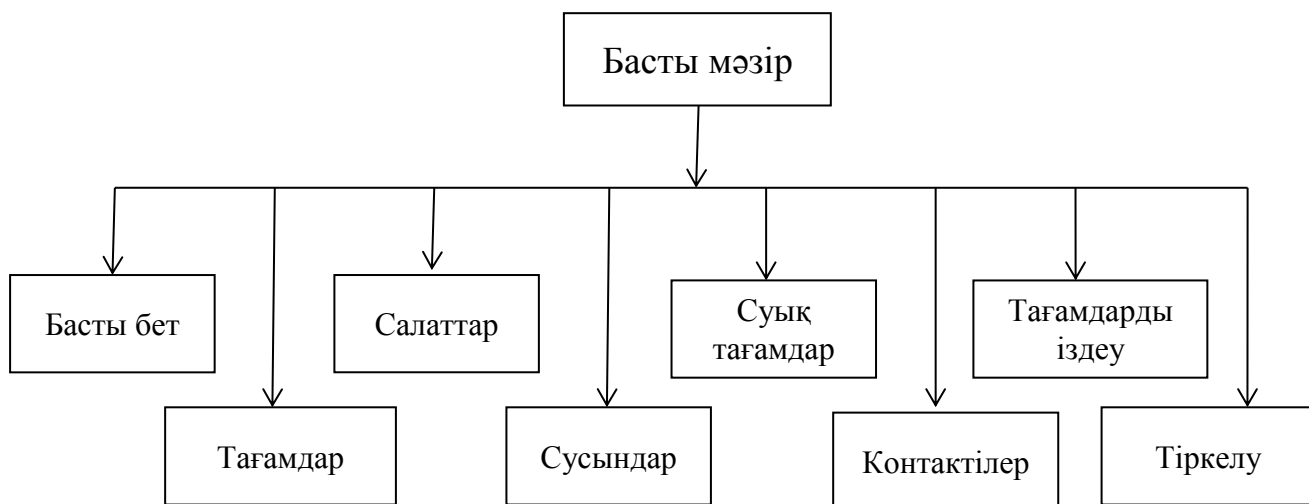 Басты мәзір
Басты бет
Салаттар
Суық
тағамдар
Тағамдарды
іздеу
Тағамдар
Сусындар
Контактілер
Тіркелу